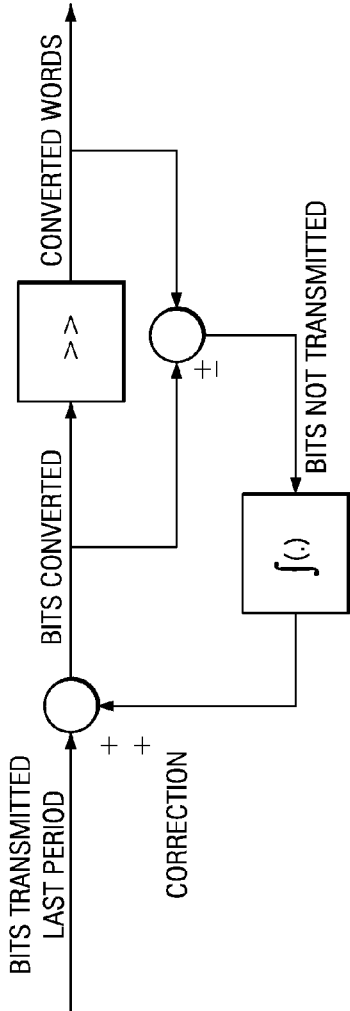 BITS TRANSMITTED
LAST PERIOD
+
+
CORRECTION
BITS CONVERTED
>>
CONVERTED WORDS
+
−
BITS NOT TRANSMITTED
∫(.)